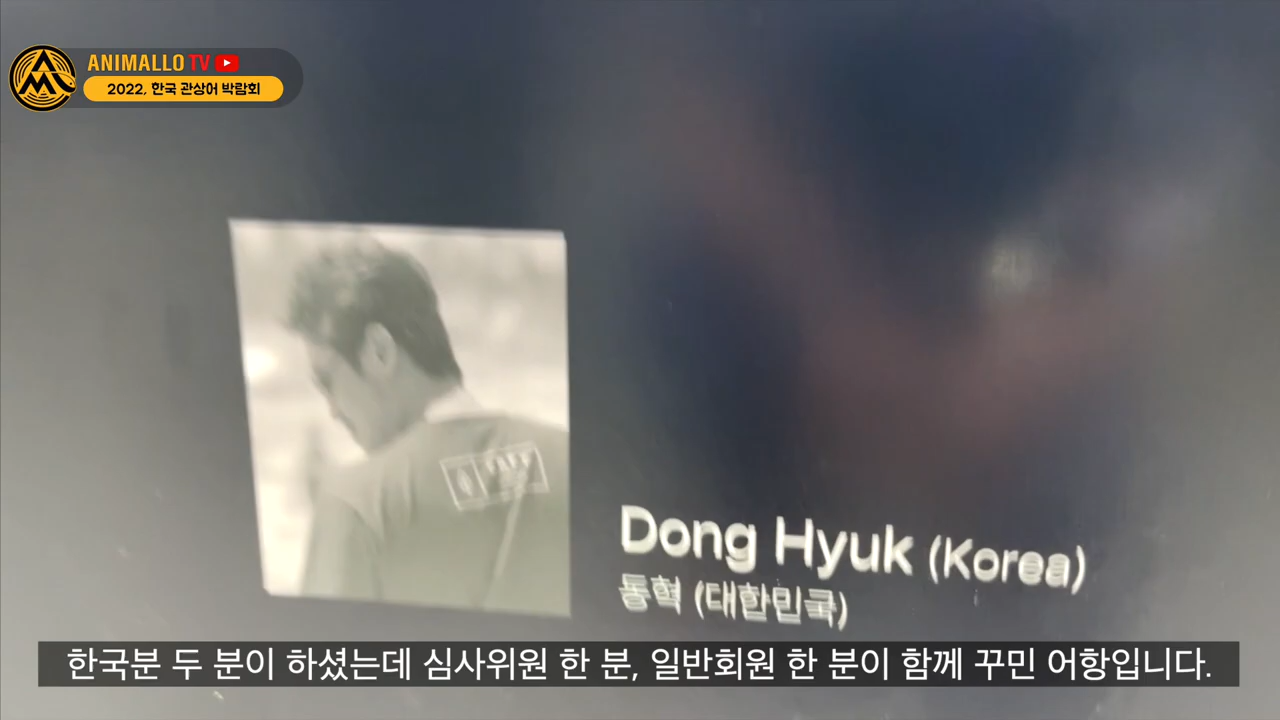 ANIMALLO TV
2022, 한국 관상어 박람회
Dong Hyuk (Korea)
동혁 (대한민국)
한국분 두 분이 하셨는데 심사위원 한 분, 일반회원 한 분이 함께 꾸민 어항입니다.